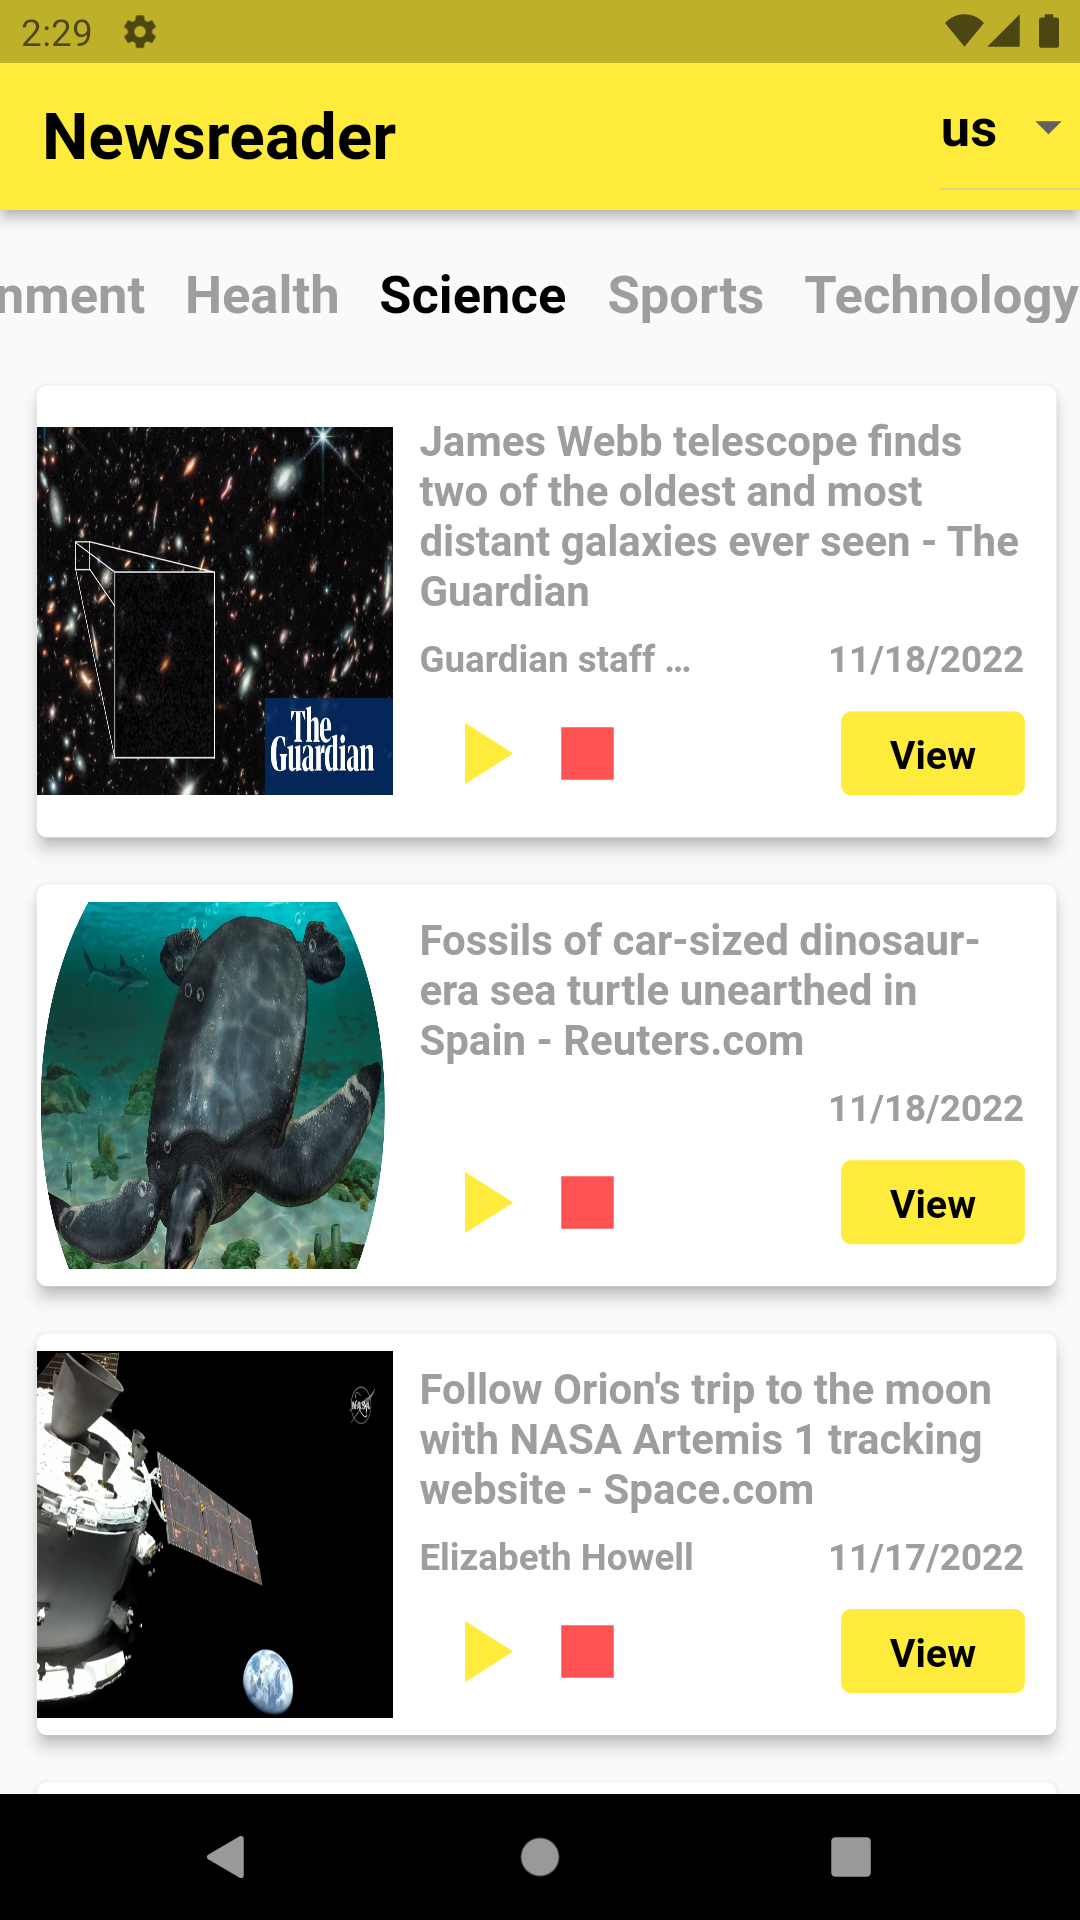 2:29
Newsreader
us
nment Health Science Sports Technology
James Webb telescope finds
two of the oldest and most
distant galaxies ever seen - The
Guardian
Guardian staff ... 11/18/2022
The
Guardian
View
Fossils of car-sized dinosaur-
era sea turtle unearthed in
Spain - Reuters.com
11/18/2022
View
NASA
Follow Orion's trip to the moon
with NASA Artemis 1 tracking
website - Space.com
Elizabeth Howell 11/17/2022
View